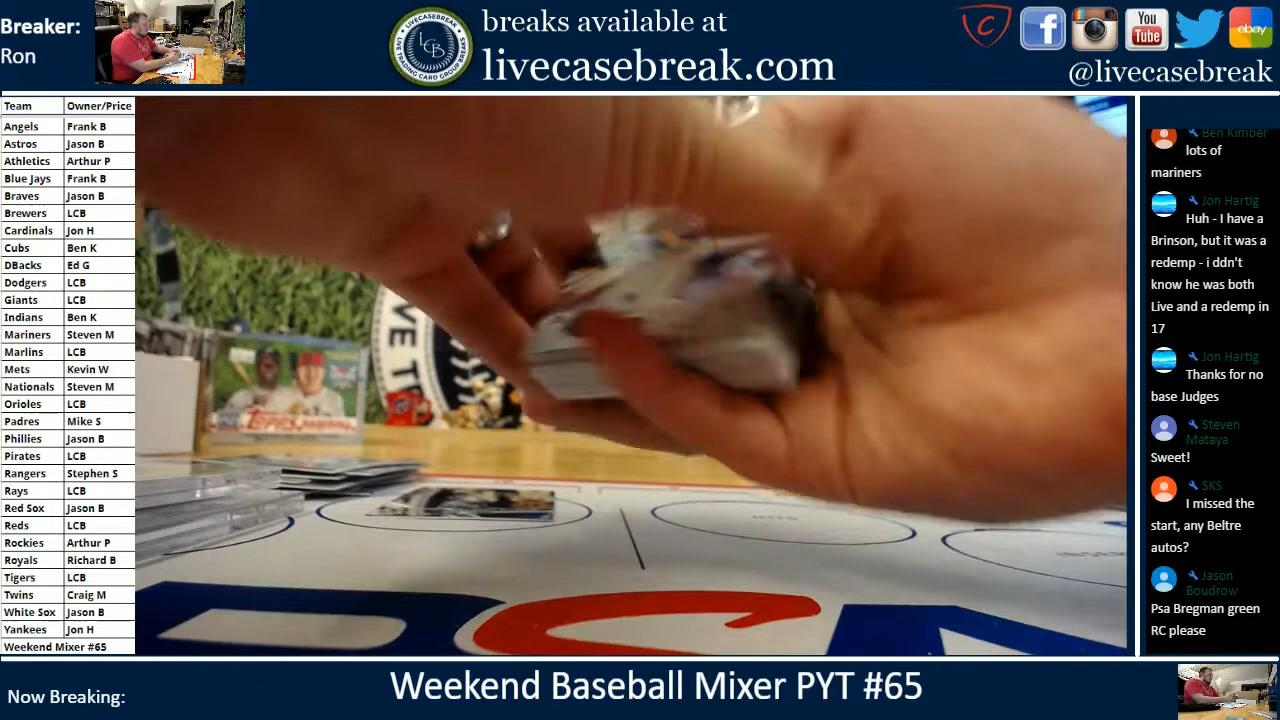 Breaker:
Ron
LCB
breaks available at
livecasebreak.com
You
Tube
ebay
@livecasebreak
Team Owner/Price
Angels Frank B
Astros Jason B
Athletics Arthur P
Blue Jays Frank B
Braves Jason B
Brewers LCB
Cardinals Jon H
Cubs Ben K
DBacks Ed G
Dodgers LCB
Giants LCB
Indians Ben K
Mariners Steven M
Marlins LCB
Mets Kevin W
Nationals Steven M
Orioles LCB
Padres Mike S
Phillies Jason B
Pirates LCB
Rangers Stephen S
Rays LCB
Red Sox Jason B
Reds LCB
Rockies Arthur P
Royals Richard B
Tigers LCB
Twins Craig M
White Sox Jason B
Yankees Jon H
Weekend Mixer #65
Topps
Ben Kimber
lots of
mariners
Jon Hartig
Huh - I have a
Brinson, but it was a
redemp - i ddn't
know he was both
Live and a redemp in
17
Jon Hartig
Thanks for no
base Judges
Steven
Mataya
Sweet!
SKS
I missed the
start, any Beltre
autos?
Jason
Boudrow
Psa Bregman green
RC please
Now Breaking:
Weekend Baseball Mixer PYT #65